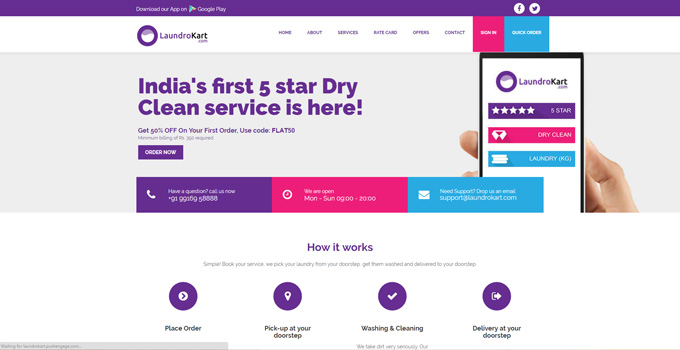 Download our App on Google Play
LaundroKart
.com
HOME ABOUT SERVICES RATE CARD OFFERS CONTACT SIGN IN QUICK ORDER
India's first 5 star Dry
Clean service is here!
Get 50% OFF On Your First Order, Use code: FLAT50
Minimum billing of Rs. 350 required
ORDER NOW
LaundroKart
.com
5 STAR
DRY CLEAN
LAUNDRY (KG)
Have a question? call us now
+91 99169 58888
We are open
Mon - Sun 09:00 - 20:00
Need Support? Drop us an email
support@laundrokart.com
How it works
Simple! Book your service, we pick your laundry from your doorstep, get them washed and delivered to your doorstep
Place Order
Pick-up at your
doorstep
Washing & Cleaning
We take dirt very seriously. Our
Delivery at your
doorstep
Waiting for laundrokart.pushengage.com...